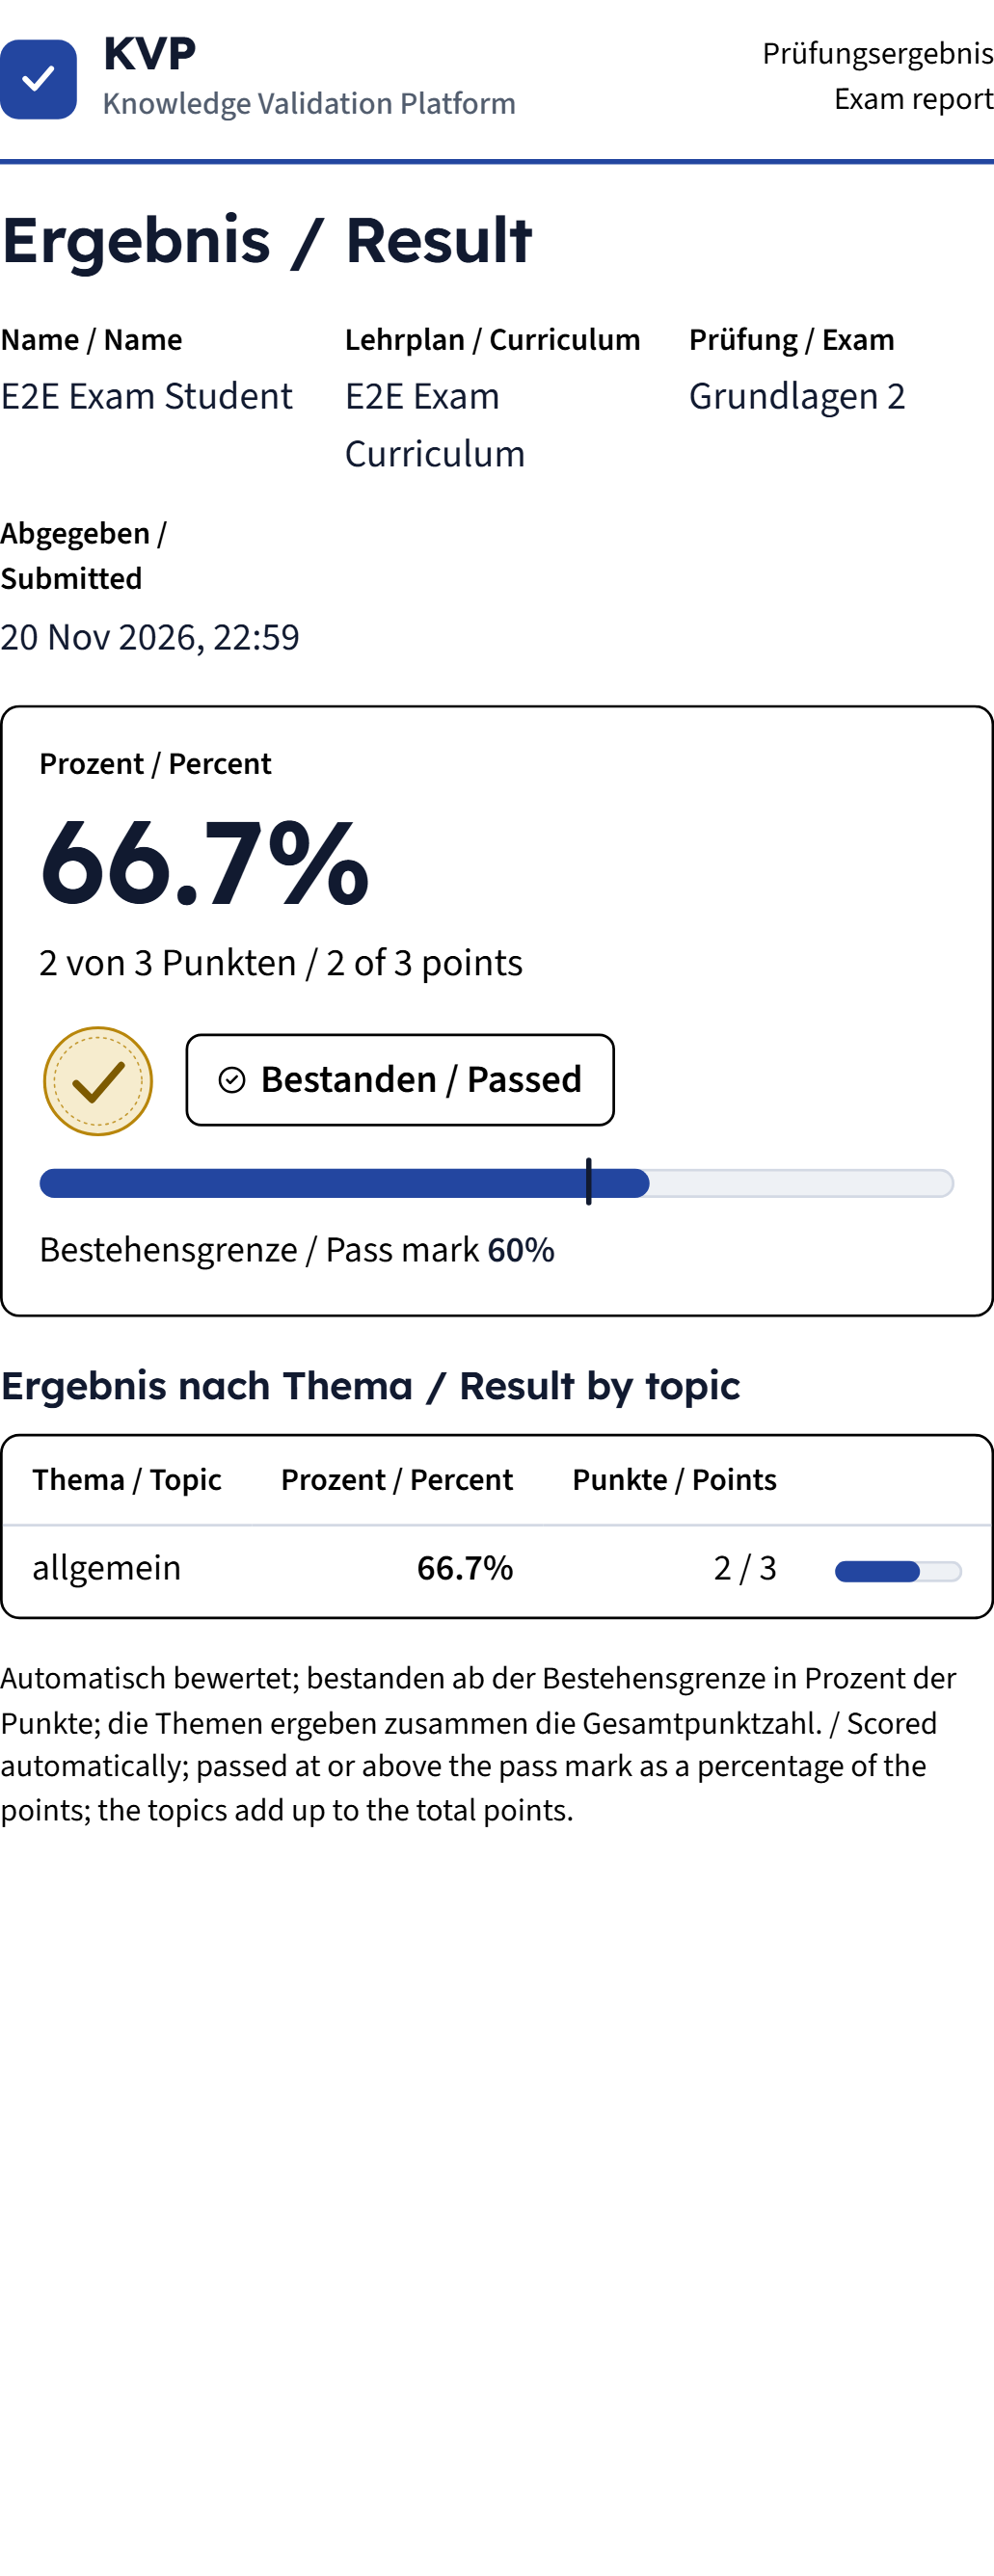 KVP
Knowledge Validation Platform
Prüfungsergebnis
Exam report
Ergebnis / Result
Name / Name
E2E Exam Student
Lehrplan / Curriculum
E2E Exam
Curriculum
Prüfung / Exam
Grundlagen 2
Abgegeben /
Submitted
20 Nov 2026, 22:59
Prozent / Percent
66.7%
2 von 3 Punkten / 2 of 3 points
Bestanden / Passed
Bestehensgrenze / Pass mark 60%
Ergebnis nach Thema / Result by topic
Thema / Topic Prozent / Percent Punkte / Points
allgemein 66.7% 2 / 3
Automatisch bewertet; bestanden ab der Bestehensgrenze in Prozent der
Punkte; die Themen ergeben zusammen die Gesamtpunktzahl. / Scored
automatically; passed at or above the pass mark as a percentage of the
points; the topics add up to the total points.